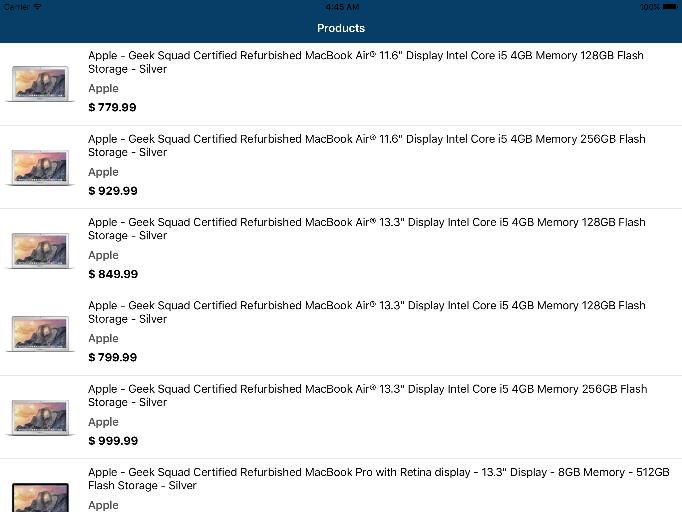 Carrier 4:45 AM 100%
Products
Apple - Geek Squad Certified Refurbished MacBook Air® 11.6" Display Intel Core i5 4GB Memory 128GB Flash
Storage - Silver
Apple
$ 779.99
Apple - Geek Squad Certified Refurbished MacBook Air® 11.6" Display Intel Core i5 4GB Memory 256GB Flash
Storage - Silver
Apple
$ 929.99
Apple - Geek Squad Certified Refurbished MacBook Air® 13.3" Display Intel Core i5 4GB Memory 128GB Flash
Storage - Silver
Apple
$ 849.99
Apple - Geek Squad Certified Refurbished MacBook Air® 13.3" Display Intel Core i5 4GB Memory 128GB Flash
Storage - Silver
Apple
$ 799.99
Apple - Geek Squad Certified Refurbished MacBook Air® 13.3" Display Intel Core i5 4GB Memory 256GB Flash
Storage - Silver
Apple
$ 999.99
Apple - Geek Squad Certified Refurbished MacBook Pro with Retina display - 13.3" Display - 8GB Memory - 512GB
Flash Storage - Silver
Apple